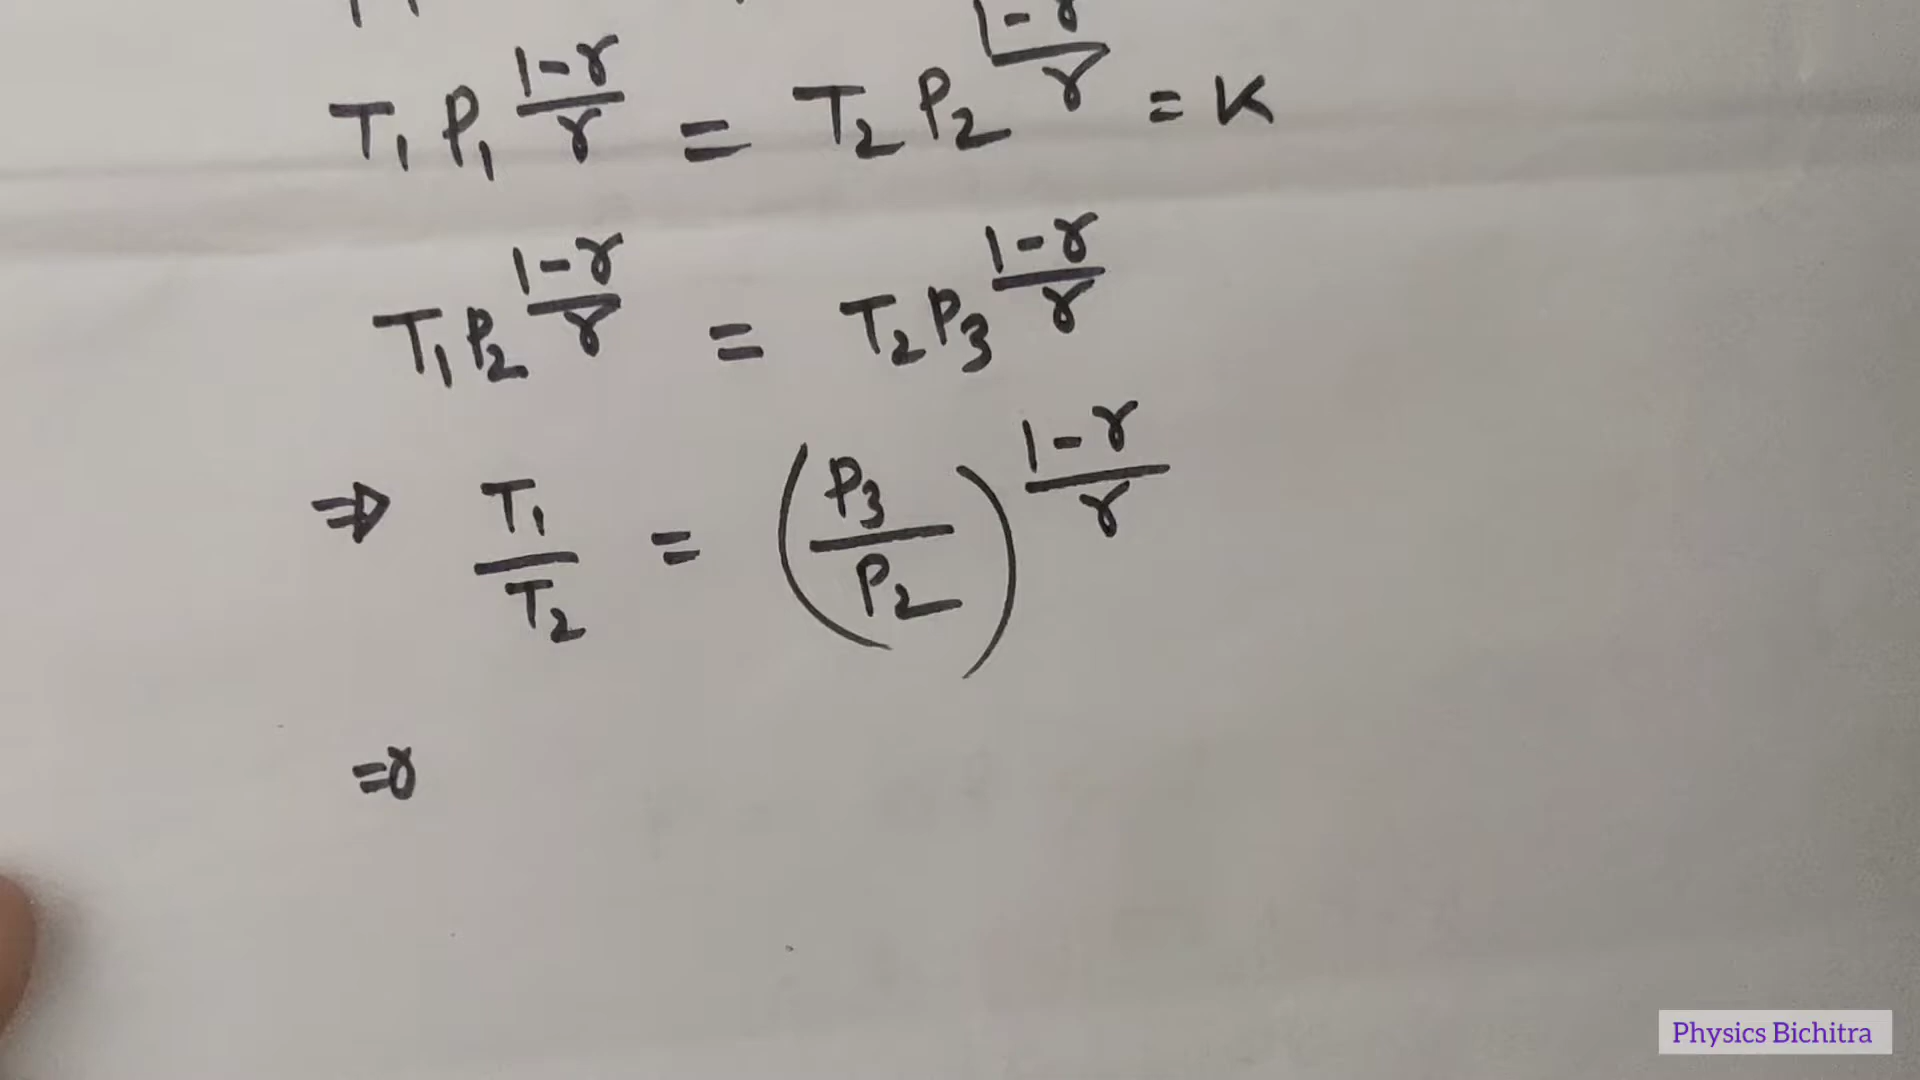 T₁ P₁^((1-γ)/γ) = T₂ P₂^((1-γ)/γ) = K
T₁ P₂^((1-γ)/γ) = T₂ P₃^((1-γ)/γ)
⇒ T₁/T₂ = (P₃/P₂)^((1-γ)/γ)
⇒
Physics Bichitra